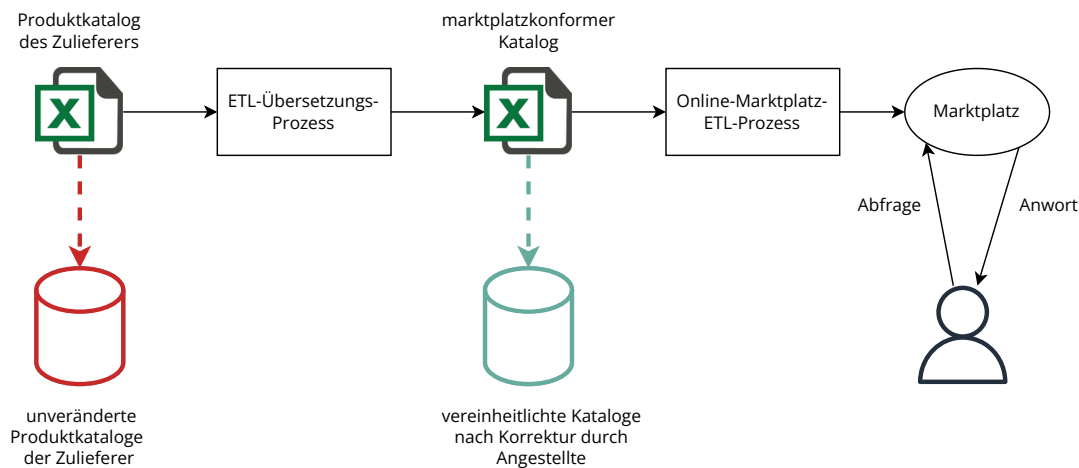 Produktkatalog
des Zulieferers
marktplatzkonformer
Katalog
X
ETL-Übersetzungs-
Prozess
X
Online-Marktplatz-
ETL-Prozess
Marktplatz
Abfrage
Anwort
unveränderte
Produktkataloge
der Zulieferer
vereinheitlichte Kataloge
nach Korrektur durch
Angestellte